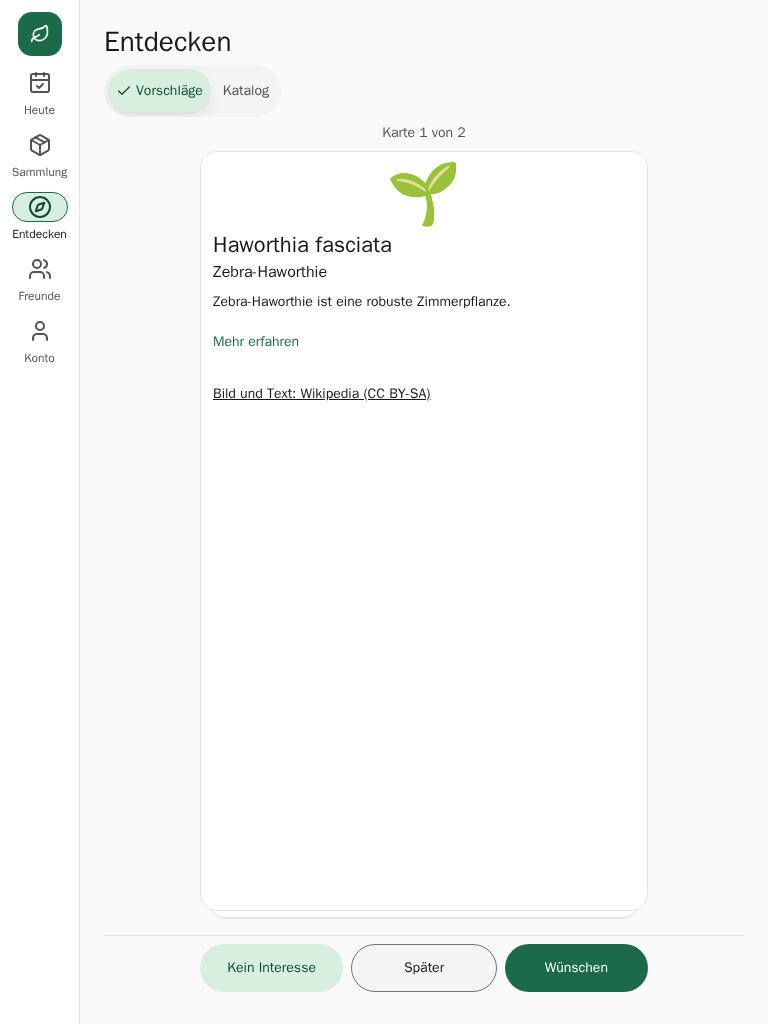 Entdecken
Vorschläge
Katalog
Heute
Sammlung
Entdecken
Freunde
Konto
Karte 1 von 2
Haworthia fasciata
Zebra-Haworthie
Zebra-Haworthie ist eine robuste Zimmerpflanze.
Mehr erfahren
Bild und Text: Wikipedia (CC BY-SA)
Kein Interesse
Später
Wünschen